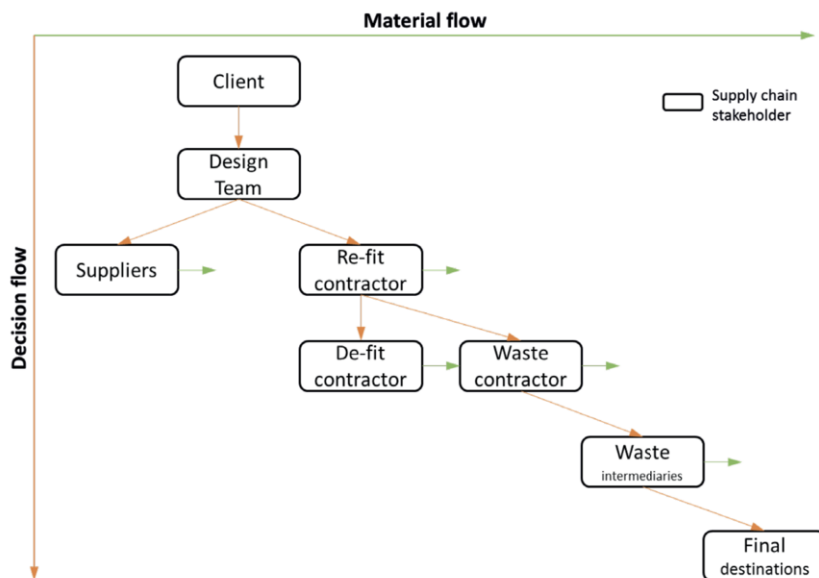 Material flow
Client
Supply chain
stakeholder
Design
Team
Decision flow
Suppliers
Re-fit
contractor
De-fit
contractor
Waste
contractor
Waste
intermediaries
Final
destinations